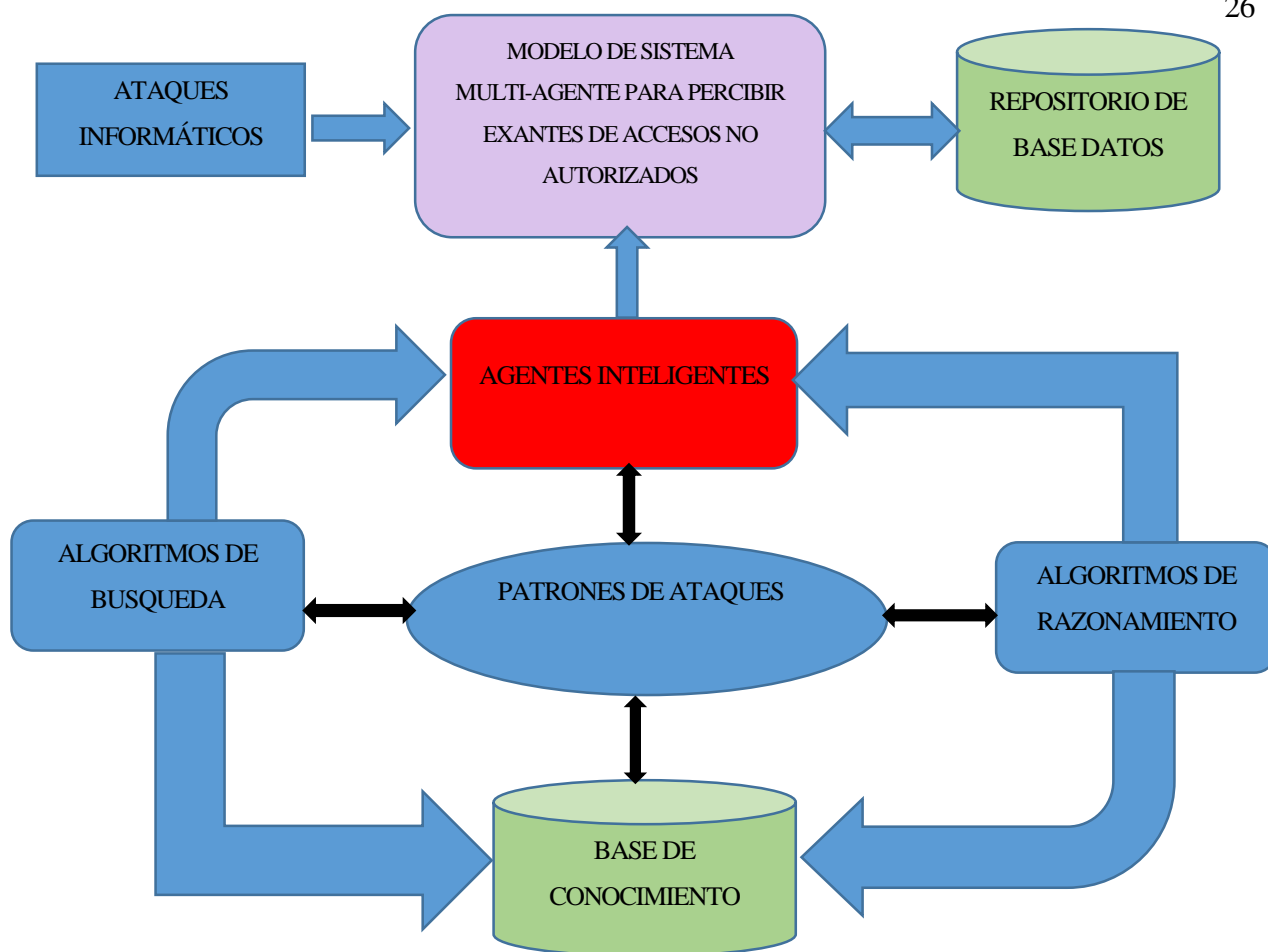 26
ATAQUES
INFORMÁTICOS
MODELO DE SISTEMA
MULTI-AGENTE PARA PERCIBIR
EXANTES DE ACCESOS NO
AUTORIZADOS
REPOSITORIO DE
BASE DATOS
AGENTES INTELIGENTES
ALGORITMOS DE
BUSQUEDA
PATRONES DE ATAQUES
ALGORITMOS DE
RAZONAMIENTO
BASE DE
CONOCIMIENTO